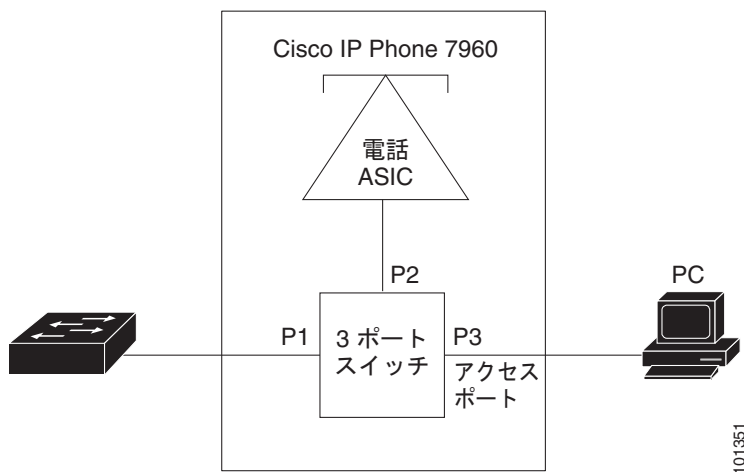 Cisco IP Phone 7960
電話
ASIC
P2
PC
P1
3 ポート
スイッチ
P3
アクセス
ポート
101351